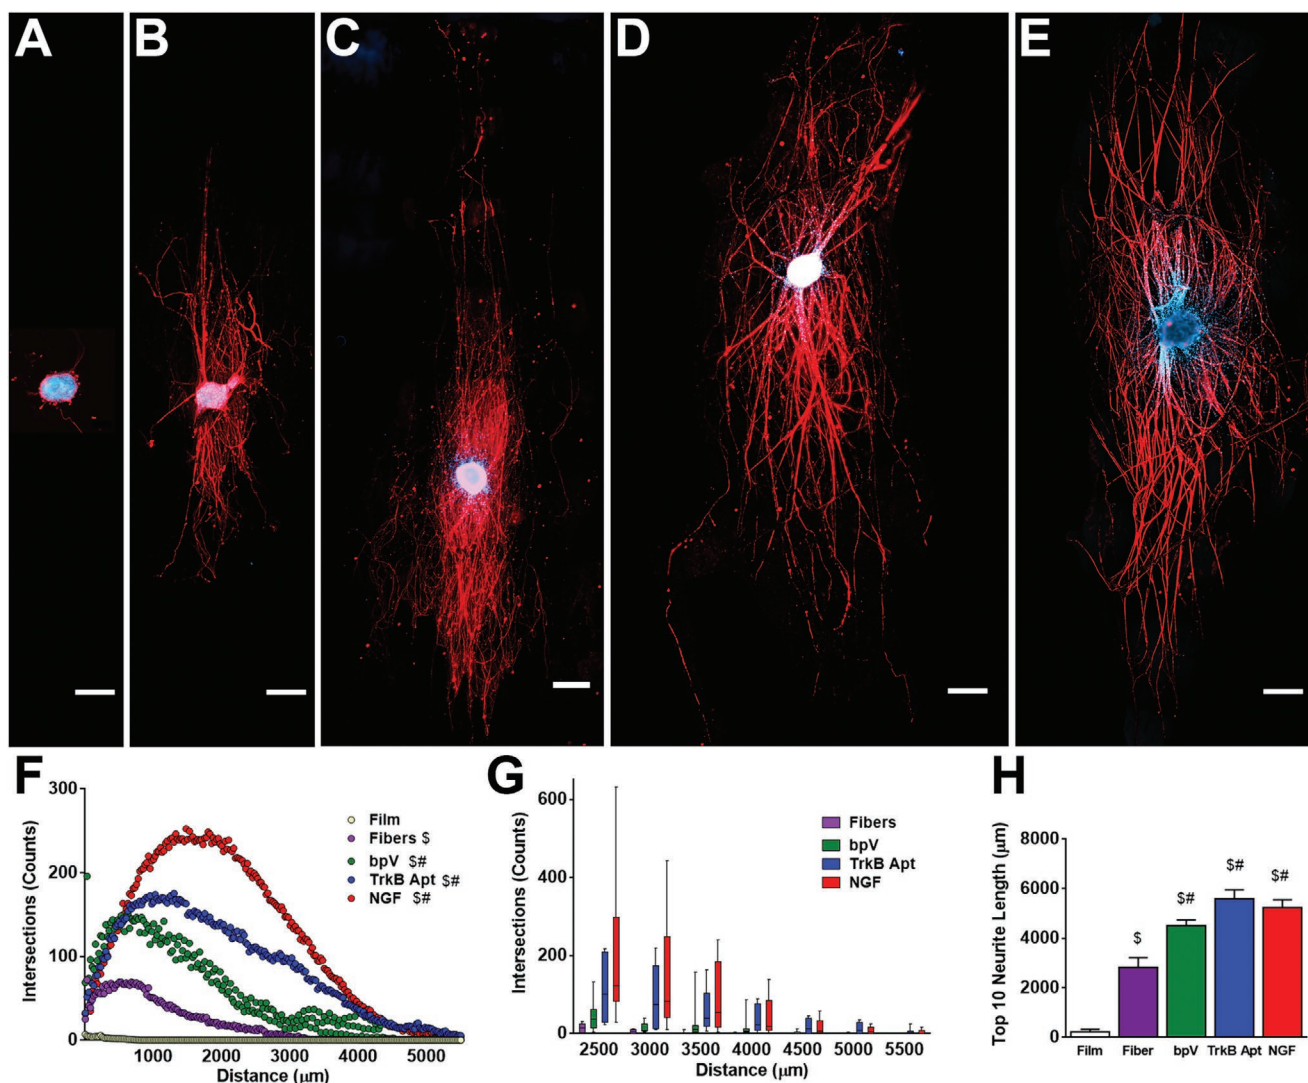 A
B
C
D
E
F
Intersections (Counts)
300
200
100
0
1000
2000
3000
4000
5000
Distance (µm)
Film
Fibers $
bpV $#
TrkB Apt $#
NGF $#
G
Intersections (Counts)
600
400
200
0
2500
3000
3500
4000
4500
5000
5500
Distance (µm)
Fibers
bpV
TrkB Apt
NGF
H
Top 10 Neurite Length (µm)
8000
6000
4000
2000
0
$
$#
$#
$#
Film
Fiber
bpV
TrkB Apt
NGF